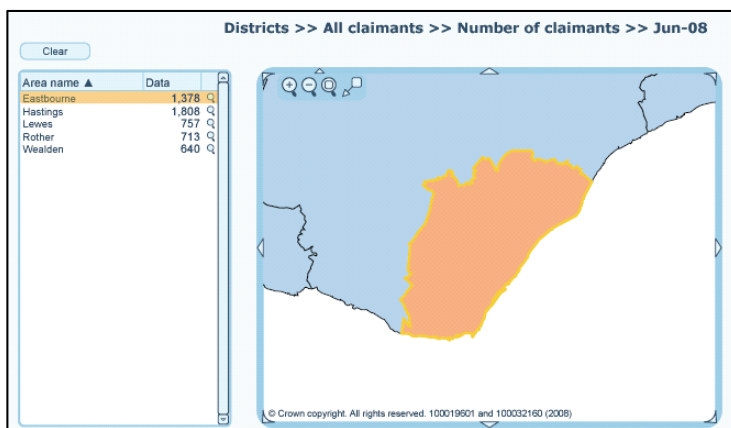 Districts >> All claimants >> Number of claimants >> Jun-08
Clear
Area name ▲ Data
Eastbourne 1,378
Hastings 1,808
Lewes 757
Rother 713
Wealden 640
© Crown copyright. All rights reserved. 100019601 and 100032160 (2008)